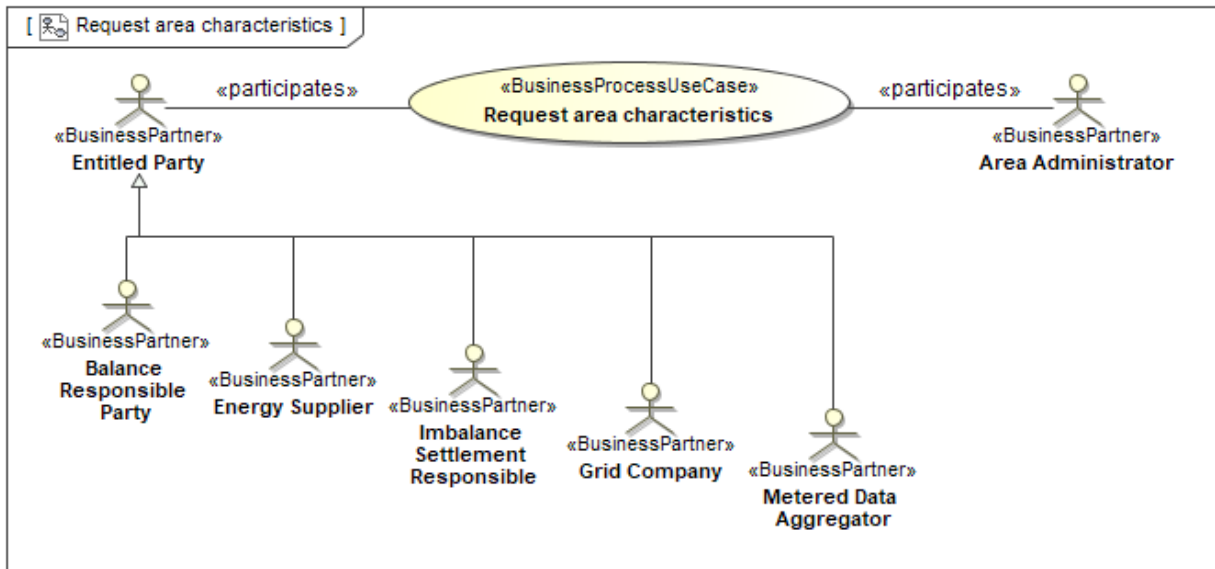 [ Request area characteristics ]
«participates»
«BusinessProcessUseCase»
Request area characteristics
«participates»
«BusinessPartner»
Entitled Party
«BusinessPartner»
Area Administrator
«BusinessPartner»
Balance
Responsible
Party
«BusinessPartner»
Energy Supplier
«BusinessPartner»
Imbalance
Settlement
Responsible
«BusinessPartner»
Grid Company
«BusinessPartner»
Metered Data
Aggregator